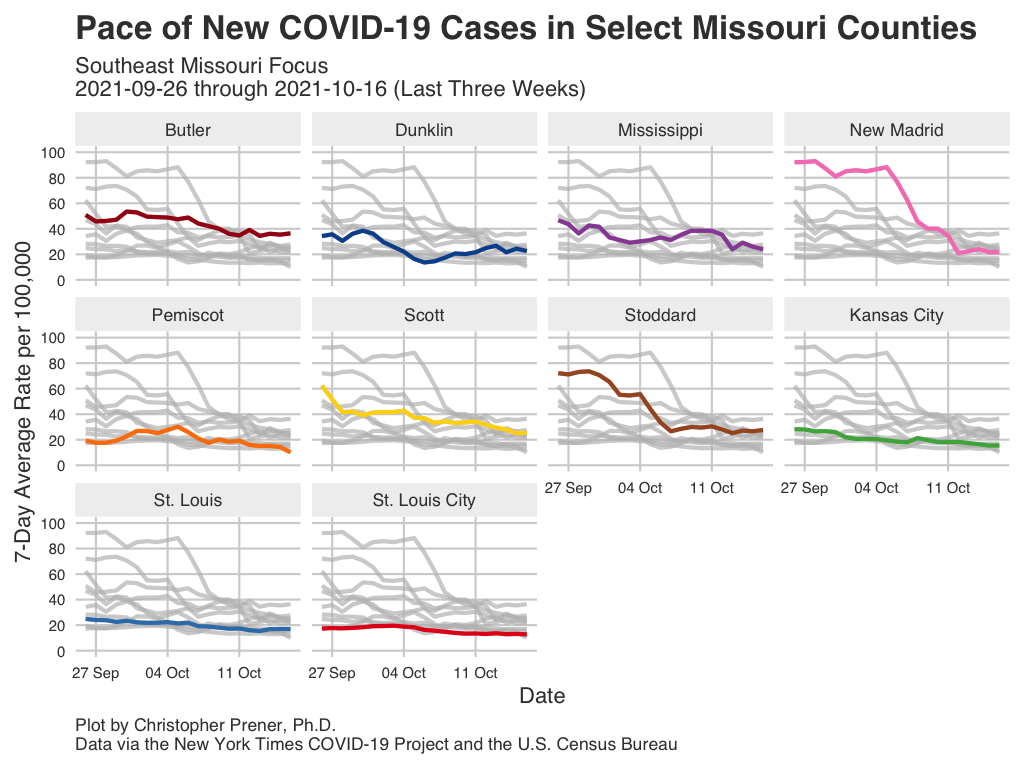 Pace of New COVID-19 Cases in Select Missouri Counties
Southeast Missouri Focus
2021-09-26 through 2021-10-16 (Last Three Weeks)
Butler
Dunklin
Mississippi
New Madrid
100
80
60
40
20
0
Pemiscot
Scott
Stoddard
Kansas City
100
80
60
40
20
0
27 Sep 04 Oct 11 Oct
27 Sep 04 Oct 11 Oct
St. Louis
St. Louis City
100
80
60
40
20
0
27 Sep 04 Oct 11 Oct
27 Sep 04 Oct 11 Oct
7-Day Average Rate per 100,000
Date
Plot by Christopher Prener, Ph.D.
Data via the New York Times COVID-19 Project and the U.S. Census Bureau